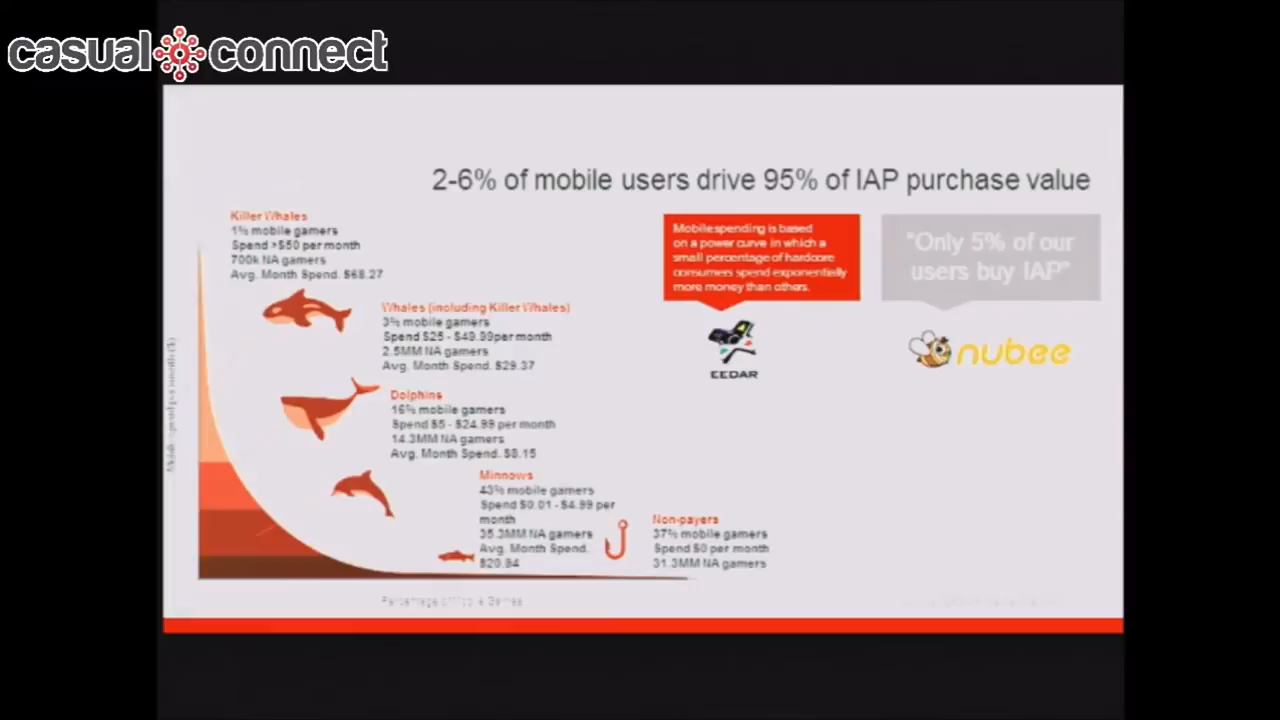 casual connect
2-6% of mobile users drive 95% of IAP purchase value
Killer Whales
1% mobile gamers
Spend >$50 per month
700k NA gamers
Avg. Month Spend. $68.27
Whales (including Killer Whales)
3% mobile gamers
Spend $25 - $49.99per month
2.5MM NA gamers
Avg. Month Spend. $29.37
Dolphins
16% mobile gamers
Spend $5 - $24.99 per month
14.3MM NA gamers
Avg. Month Spend. $8.15
Minnows
43% mobile gamers
Spend $0.01 - $4.99 per
month
35.3MM NA gamers
Avg. Month Spend.
$20.94
Non-payers
37% mobile gamers
Spend $0 per month
31.3MM NA gamers
Mobile spending is based
on a power curve in which a
small percentage of hardcore
consumers spend exponentially
more money than others.
EEDAR
"Only 5% of our
users buy IAP"
nubee
Percentage of